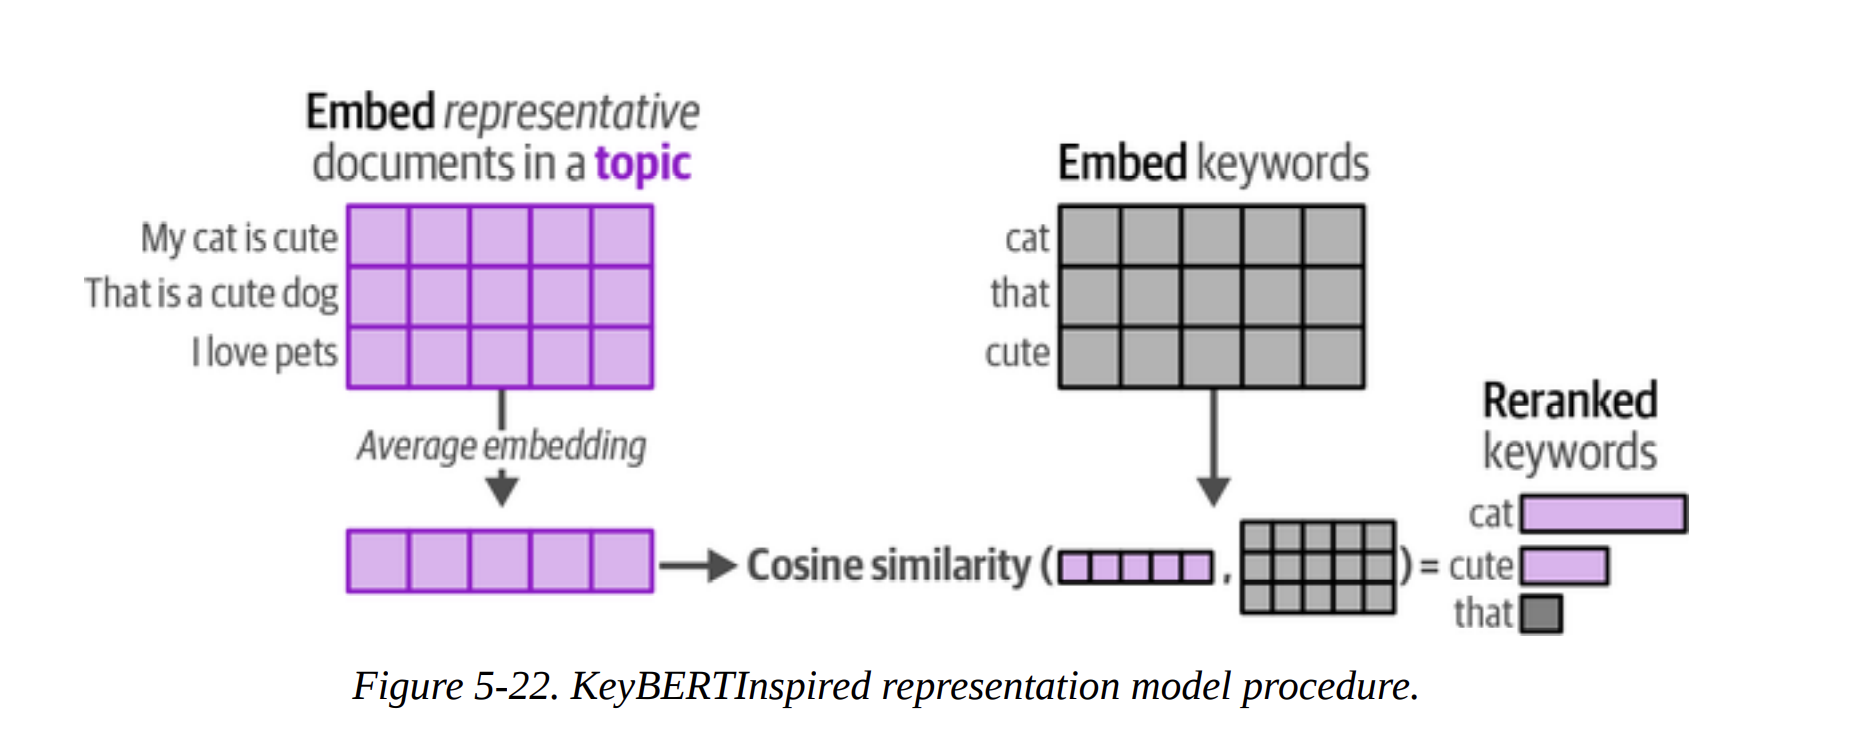 Embed representative
documents in a topic
My cat is cute
That is a cute dog
I love pets
Average embedding
Embed keywords
cat
that
cute
Cosine similarity ( , ) =
Reranked
keywords
cat
cute
that
Figure 5-22. KeyBERTInspired representation model procedure.